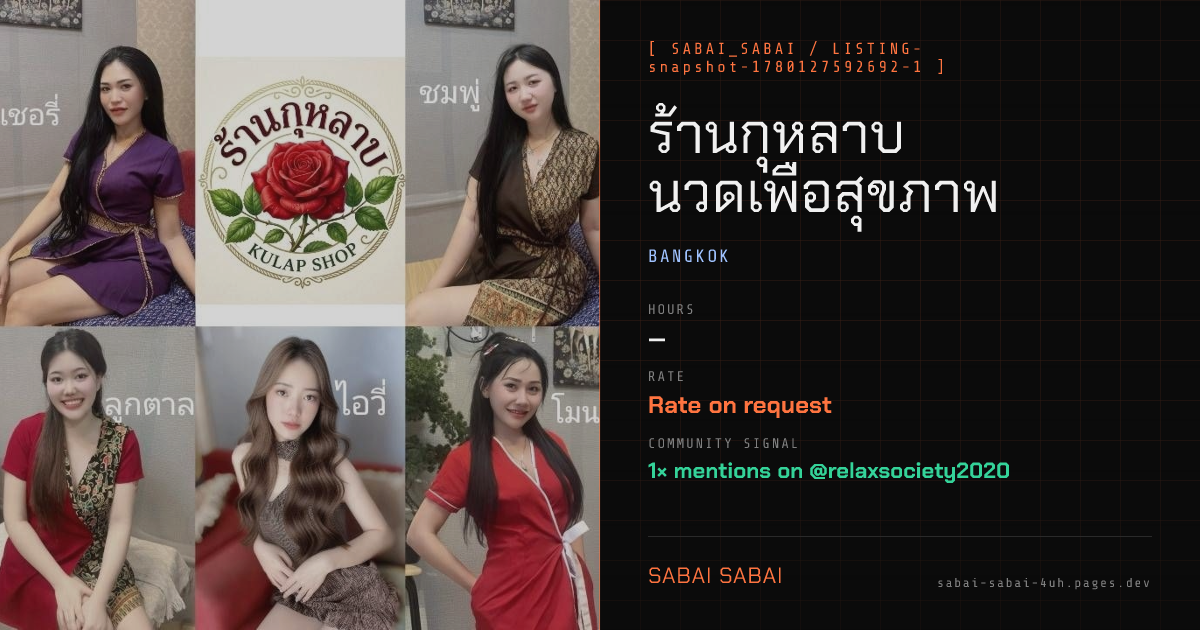 เชอรี่
ร้านกุหลาบ
KULAP SHOP
ชมพู่
ลูกตาล
ไอวี่
โมน
[ SABAI_SABAI / LISTING-
snapshot-1780127592692-1 ]
ร้านกุหลาบ
นวดเพื่อสุขภาพ
BANGKOK
HOURS
—
RATE
Rate on request
COMMUNITY SIGNAL
1× mentions on @relaxsociety2020
SABAI SABAI
sabai-sabai-4uh.pages.dev